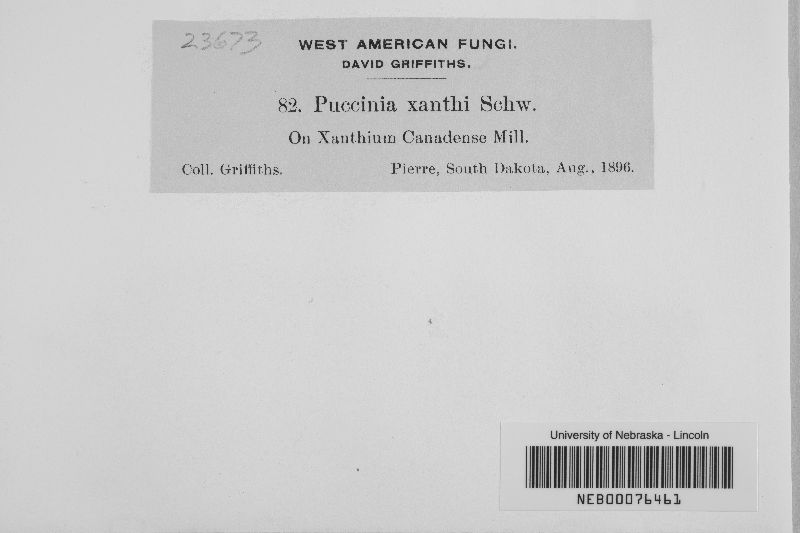 23673
WEST AMERICAN FUNGI.
DAVID GRIFFITHS.
82. Puccinia xanthi Schw.
On Xanthium Canadense Mill.
Coll. Griffiths. Pierre, South Dakota, Aug., 1896.
University of Nebraska - Lincoln
NEB00076461